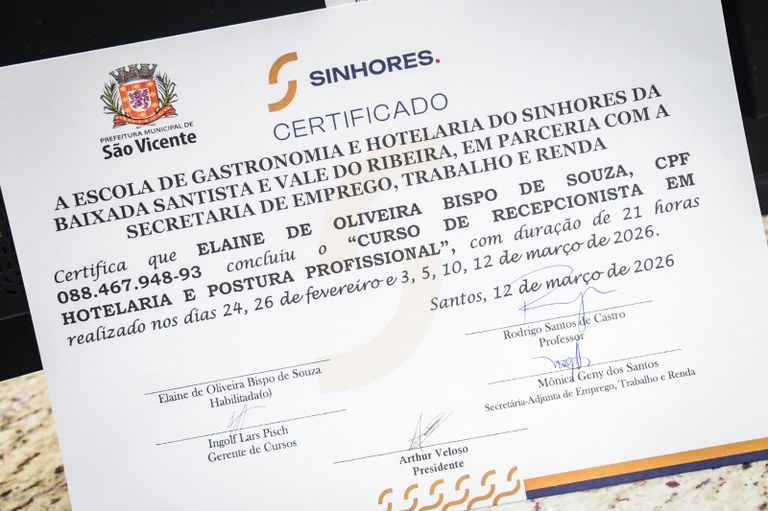 PREFEITURA MUNICIPAL DE
São Vicente
SINHORES.
CERTIFICADO
A ESCOLA DE GASTRONOMIA E HOTELARIA DO SINHORES DA
BAIXADA SANTISTA E VALE DO RIBEIRA, EM PARCERIA COM A
SECRETARIA DE EMPREGO, TRABALHO E RENDA
Certifica que ELAINE DE OLIVEIRA BISPO DE SOUZA, CPF
088.467.948-93 concluiu o “CURSO DE RECEPCIONISTA EM
HOTELARIA E POSTURA PROFISSIONAL”, com duração de 21 horas
realizado nos dias 24, 26 de fevereiro e 3, 5, 10, 12 de março de 2026.
Santos, 12 de março de 2026
Rodrigo Santos de Castro
Professor
Elaine de Oliveira Bispo de Souza
Habilitada(o)
Mônica Geny dos Santos
Secretária-Adjunta de Emprego, Trabalho e Renda
Ingolf Lars Pisch
Gerente de Cursos
Arthur Veloso
Presidente